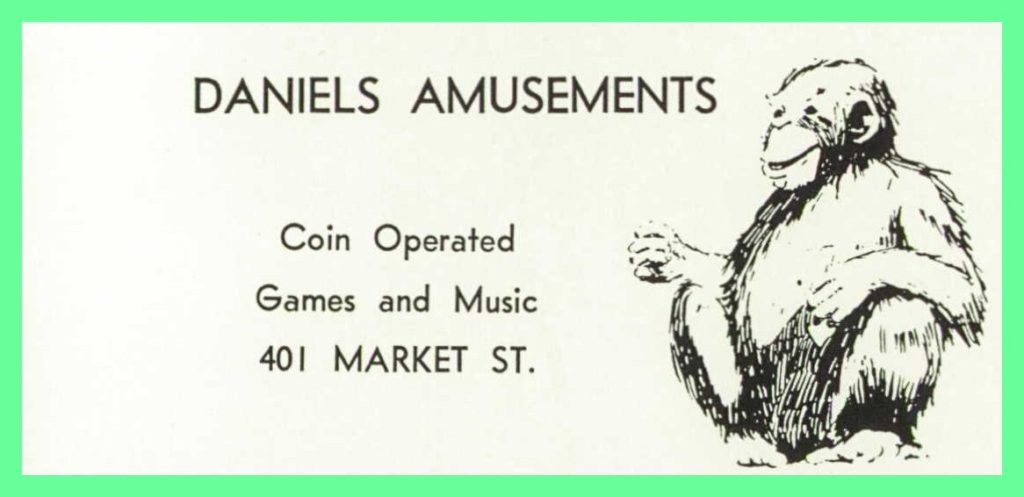 DANIELS AMUSEMENTS
Coin Operated
Games and Music
401 MARKET ST.